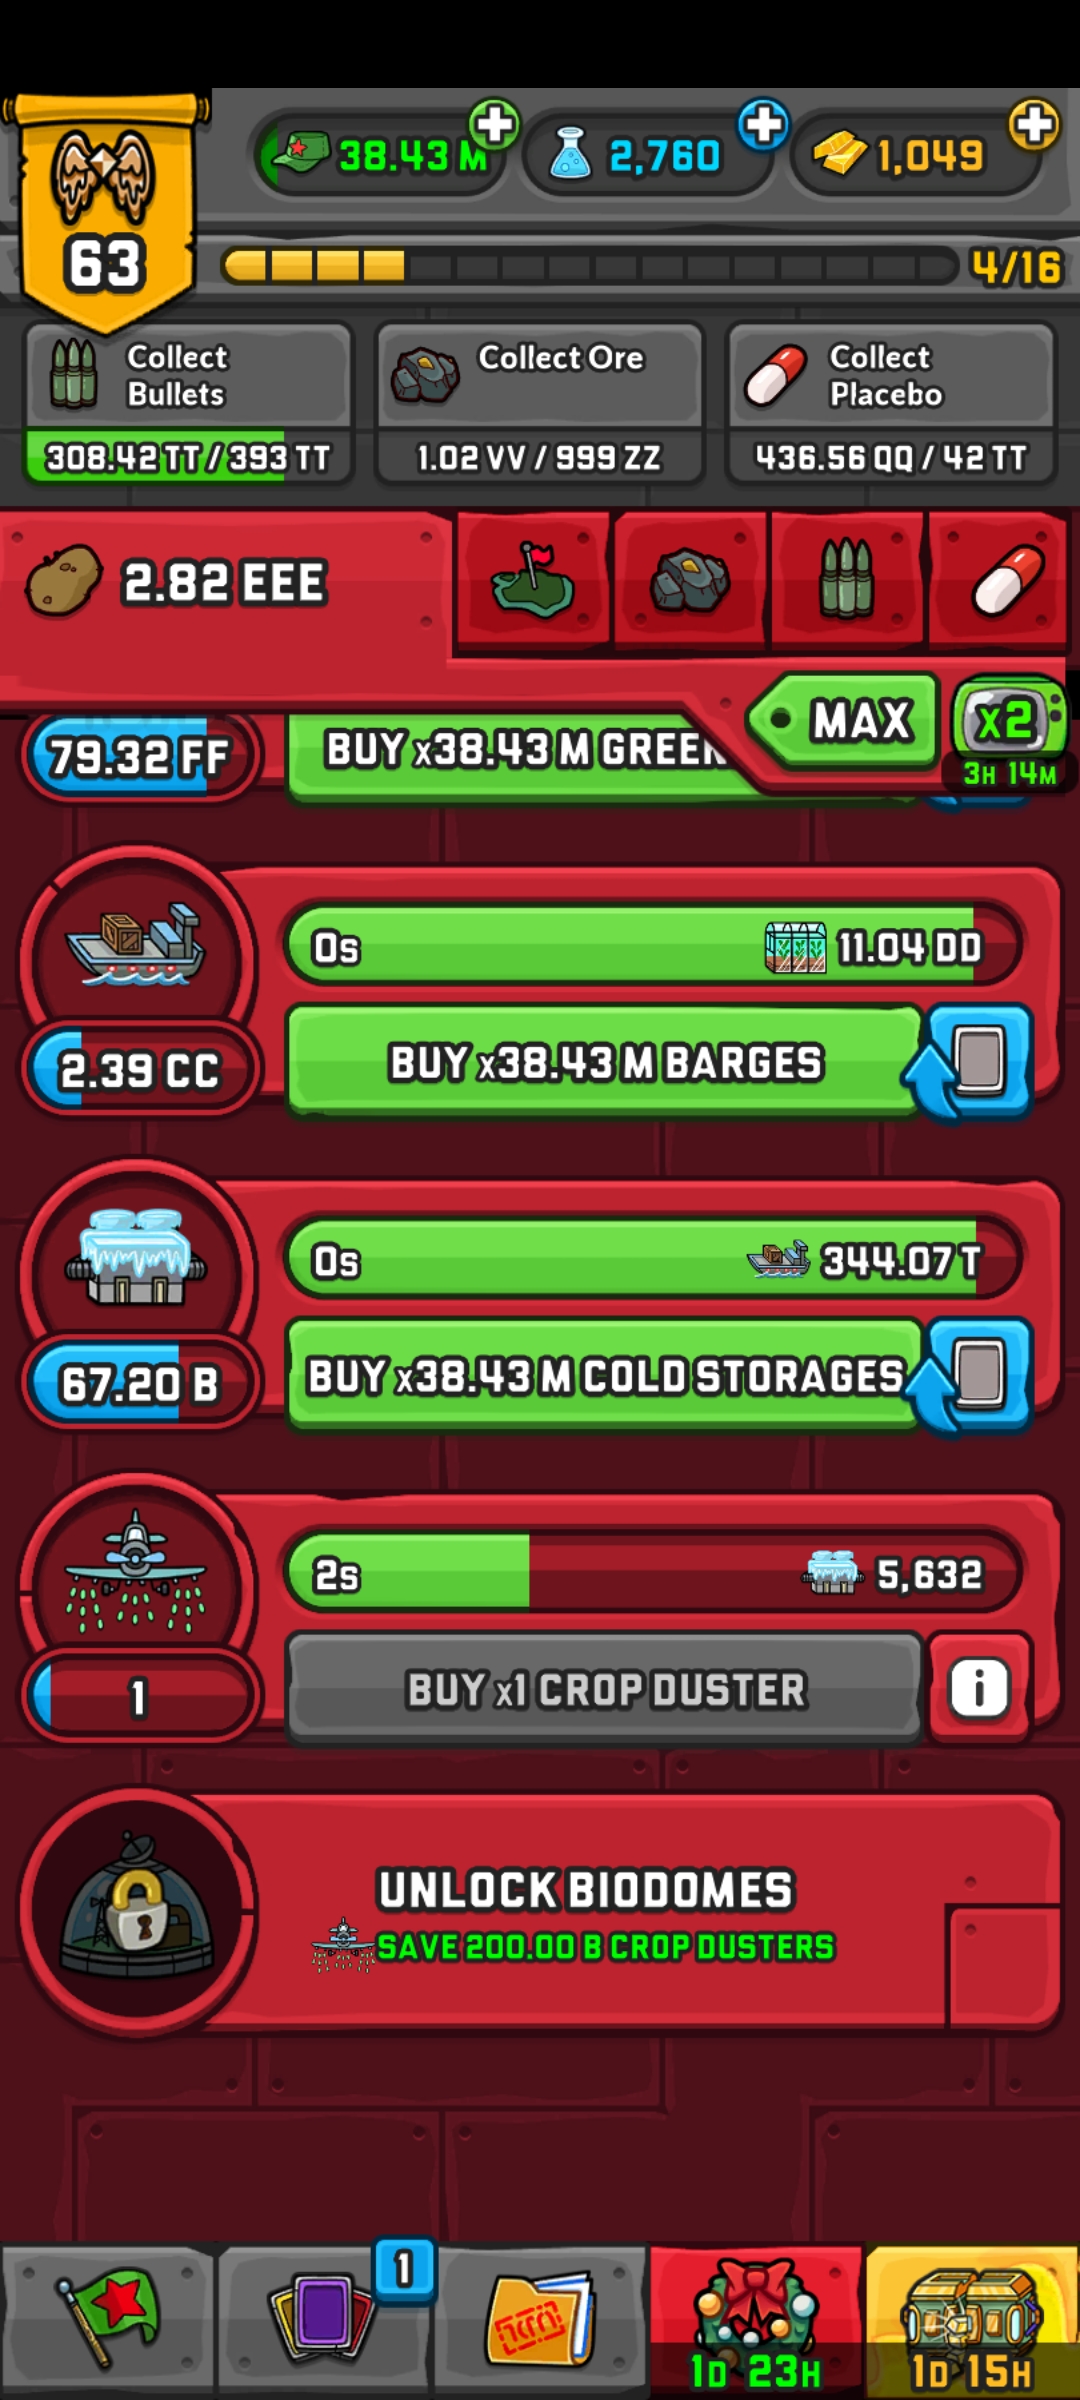 38.43 M
2,760
1,049
63
4/16
Collect
Bullets
308.42 TT / 393 TT
Collect Ore
1.02 VV / 999 ZZ
Collect
Placebo
436.56 QQ / 42 TT
2.82 EEE
MAX
x2
3H 14M
79.32 FF
BUY x38.43 M GREEN
0s
11.04 DD
2.39 CC
BUY x38.43 M BARGES
0s
344.07 T
67.20 B
BUY x38.43 M COLD STORAGES
2s
5,632
1
BUY x1 CROP DUSTER
i
UNLOCK BIODOMES
SAVE 200.00 B CROP DUSTERS
1
1D 23H
1D 15H